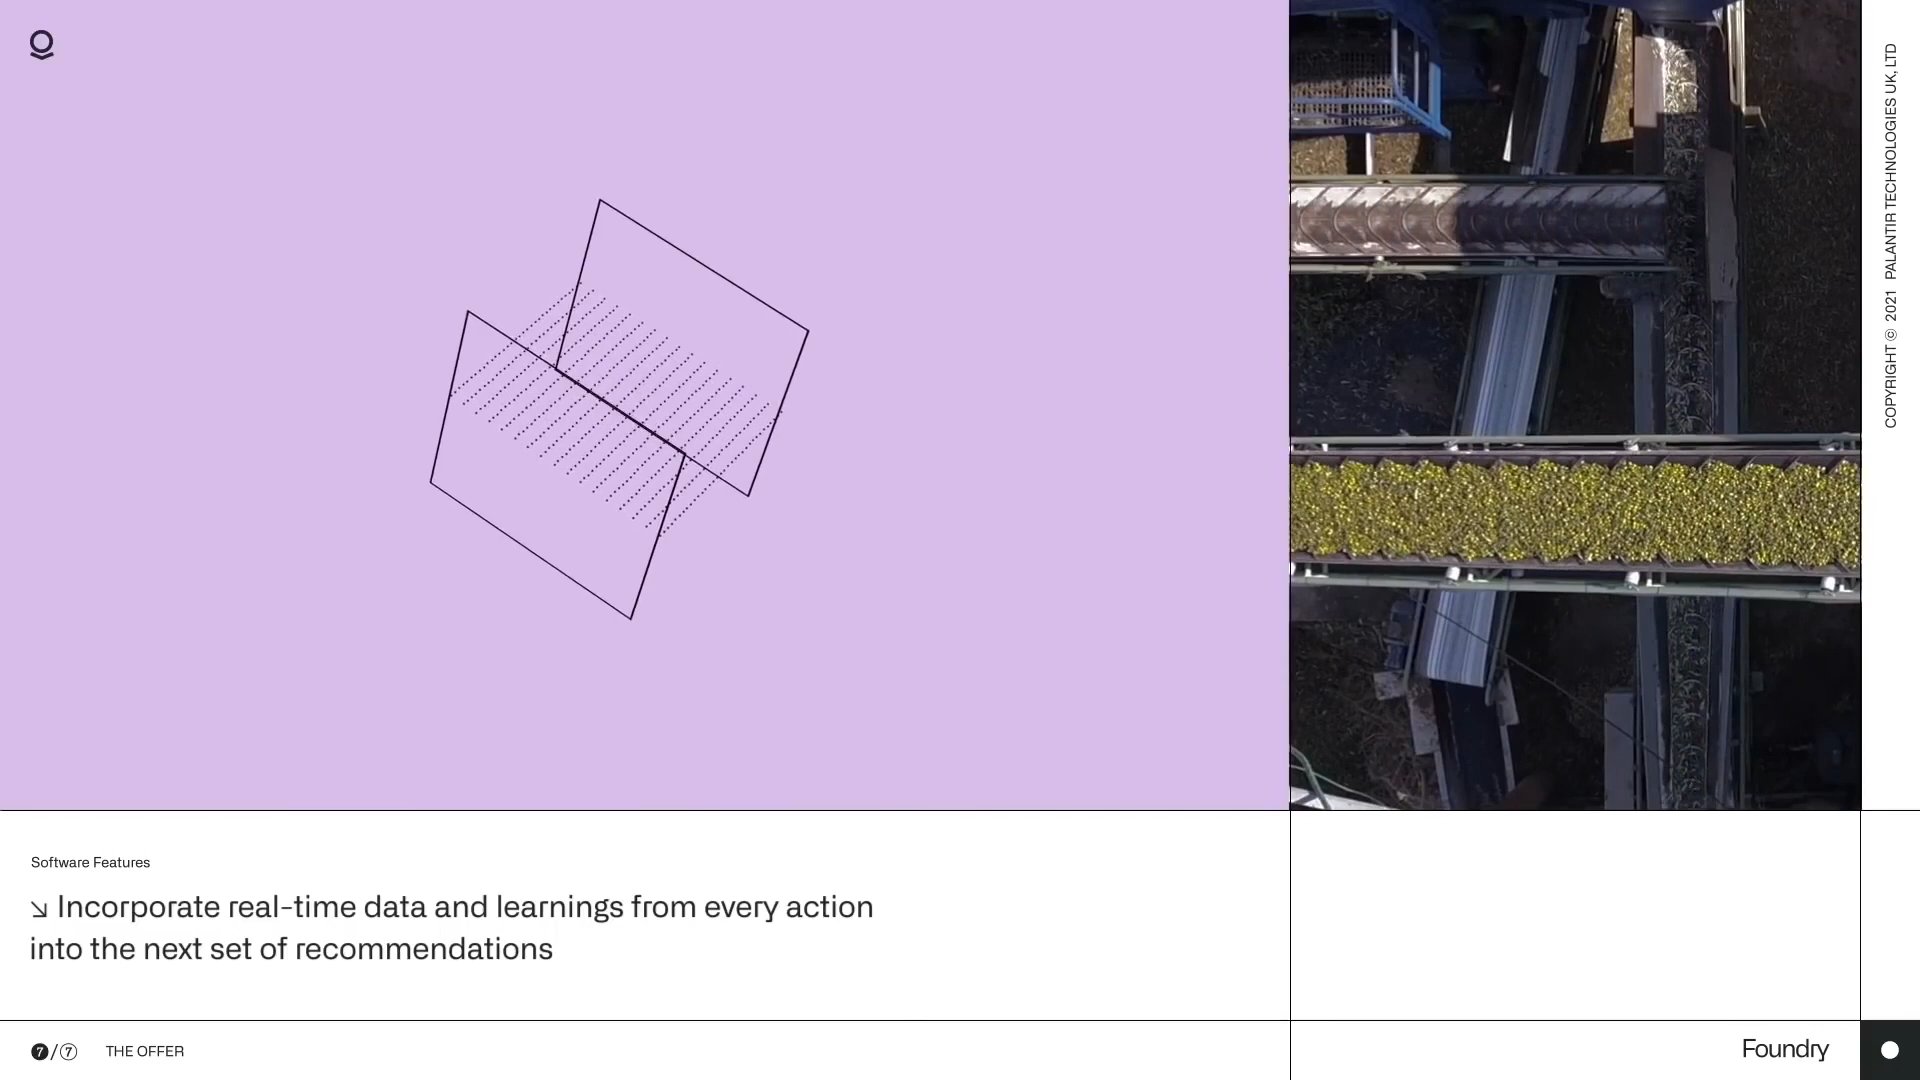 COPYRIGHT © 2021 PALANTIR TECHNOLOGIES UK, LTD
Software Features
↘ Incorporate real-time data and learnings from every action
into the next set of recommendations
7/7 THE OFFER
Foundry